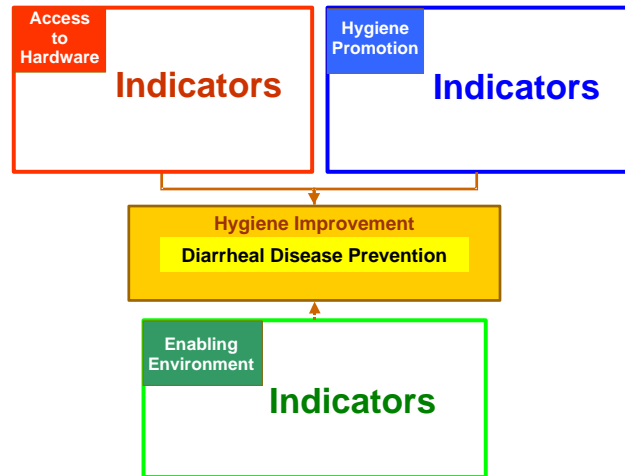 Access
to
Hardware
Indicators
Hygiene
Promotion
Indicators
Hygiene Improvement
Diarrheal Disease Prevention
Enabling
Environment
Indicators